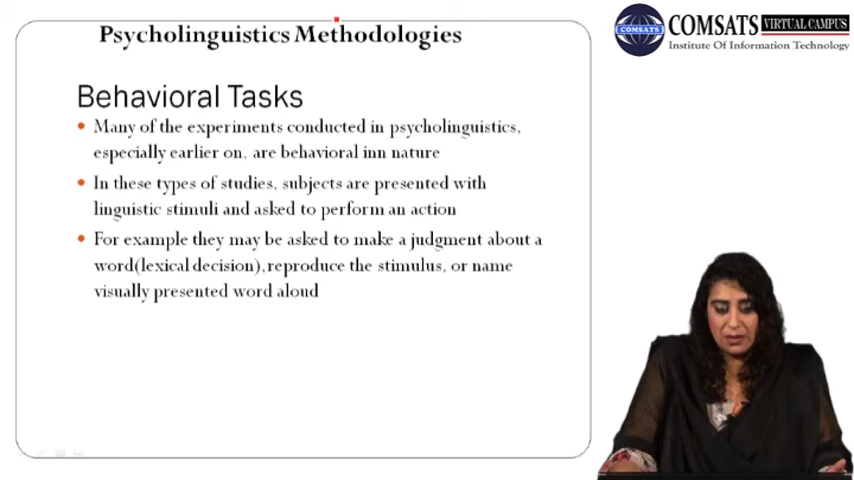 Psycholinguistics Methodologies
COMSATS
COMSATS VIRTUAL CAMPUS
Institute Of Information Technology
Behavioral Tasks
• Many of the experiments conducted in psycholinguistics,
especially earlier on, are behavioral inn nature
• In these types of studies, subjects are presented with
linguistic stimuli and asked to perform an action
• For example they may be asked to make a judgment about a
word(lexical decision),reproduce the stimulus, or name
visually presented word aloud